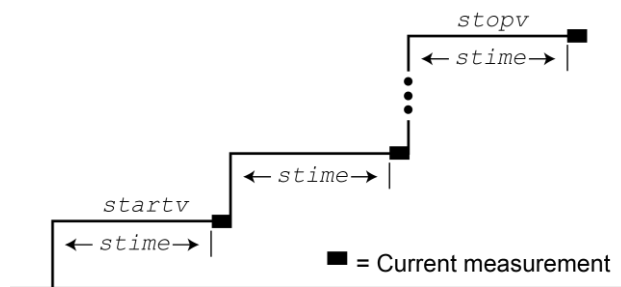 stopv
stime
stime
startv
stime
= Current measurement